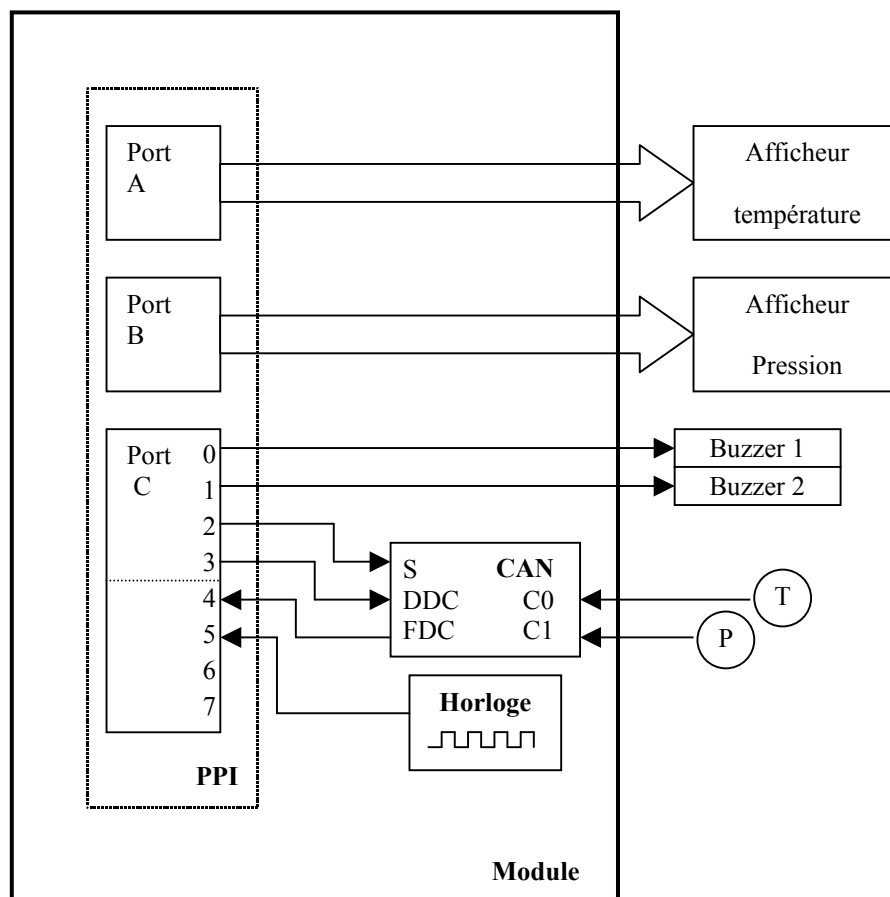 Port
A
Afficheur
température
Port
B
Afficheur
Pression
Port
C
0
1
2
3
4
5
6
7
Buzzer 1
Buzzer 2
S CAN
DDC C0
FDC C1
T
P
Horloge
PPI
Module